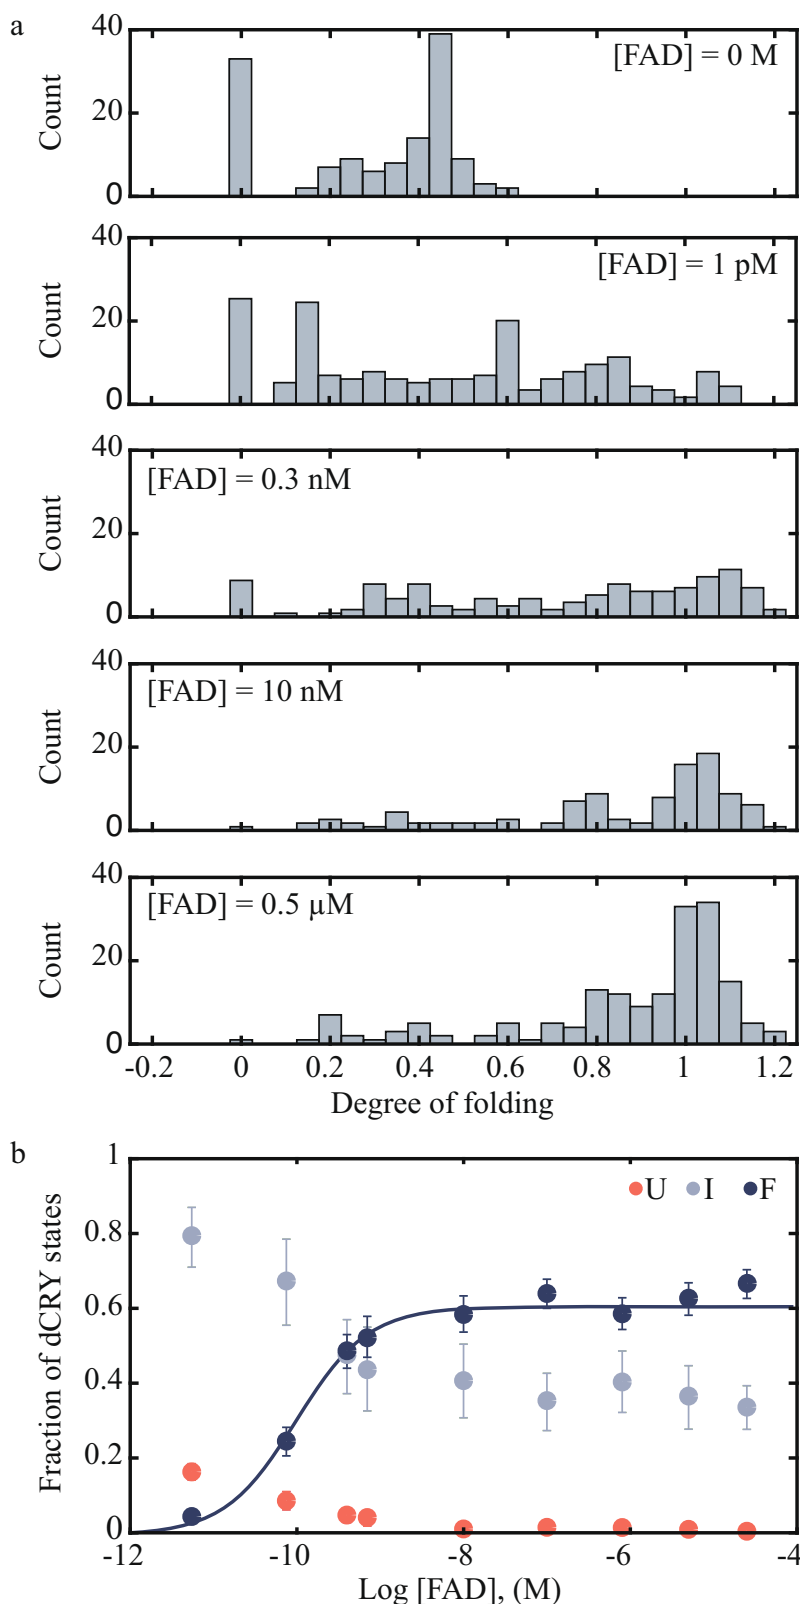 a
40
20
0
Count
[FAD] = 0 M
40
20
0
Count
[FAD] = 1 pM
40
20
0
Count
[FAD] = 0.3 nM
40
20
0
Count
[FAD] = 10 nM
40
20
0
Count
[FAD] = 0.5 µM
-0.2 0 0.2 0.4 0.6 0.8 1 1.2
Degree of folding
b
1
0.8
0.6
0.4
0.2
0
Fraction of dCRY states
U I F
-12 -10 -8 -6 -4
Log [FAD], (M)